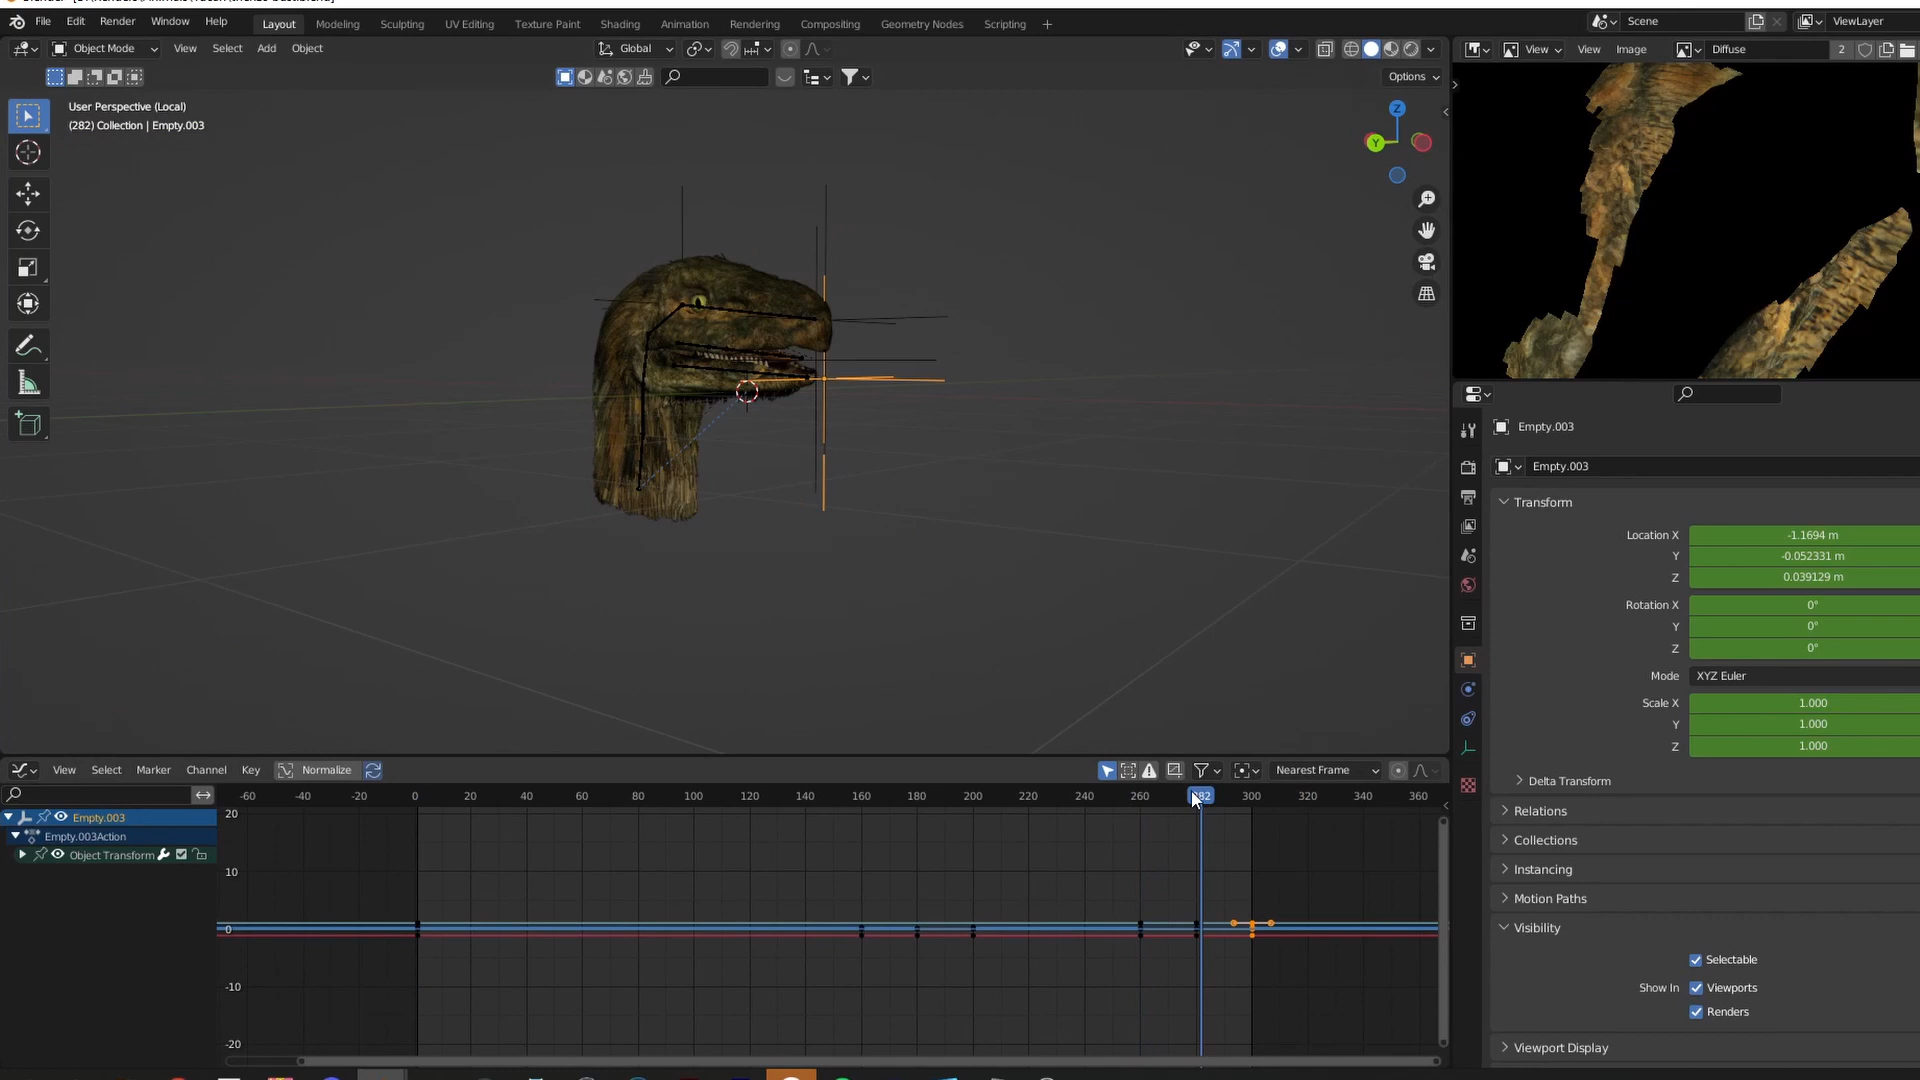 File Edit Render Window Help Layout Modeling Sculpting UV Editing Texture Paint Shading Animation Rendering Compositing Geometry Nodes Scripting + Scene ViewLayer
Object Mode View Select Add Object Global View View Image Diffuse 2
Options
User Perspective (Local)
(282) Collection | Empty.003
Z
Y
Empty.003
Empty.003
Transform
Location X -1.1694 m
Y -0.052331 m
Z 0.039129 m
Rotation X 0°
Y 0°
Z 0°
Mode XYZ Euler
Scale X 1.000
Y 1.000
Z 1.000
Delta Transform
Relations
Collections
Instancing
Motion Paths
Visibility
Selectable
Show In Viewports
Renders
Viewport Display
View Select Marker Channel Key Normalize Nearest Frame
-60 -40 -20 0 20 40 60 80 100 120 140 160 180 200 220 240 260 282 300 320 340 360
Empty.003
Empty.003Action
Object Transform
20
10
0
-10
-20